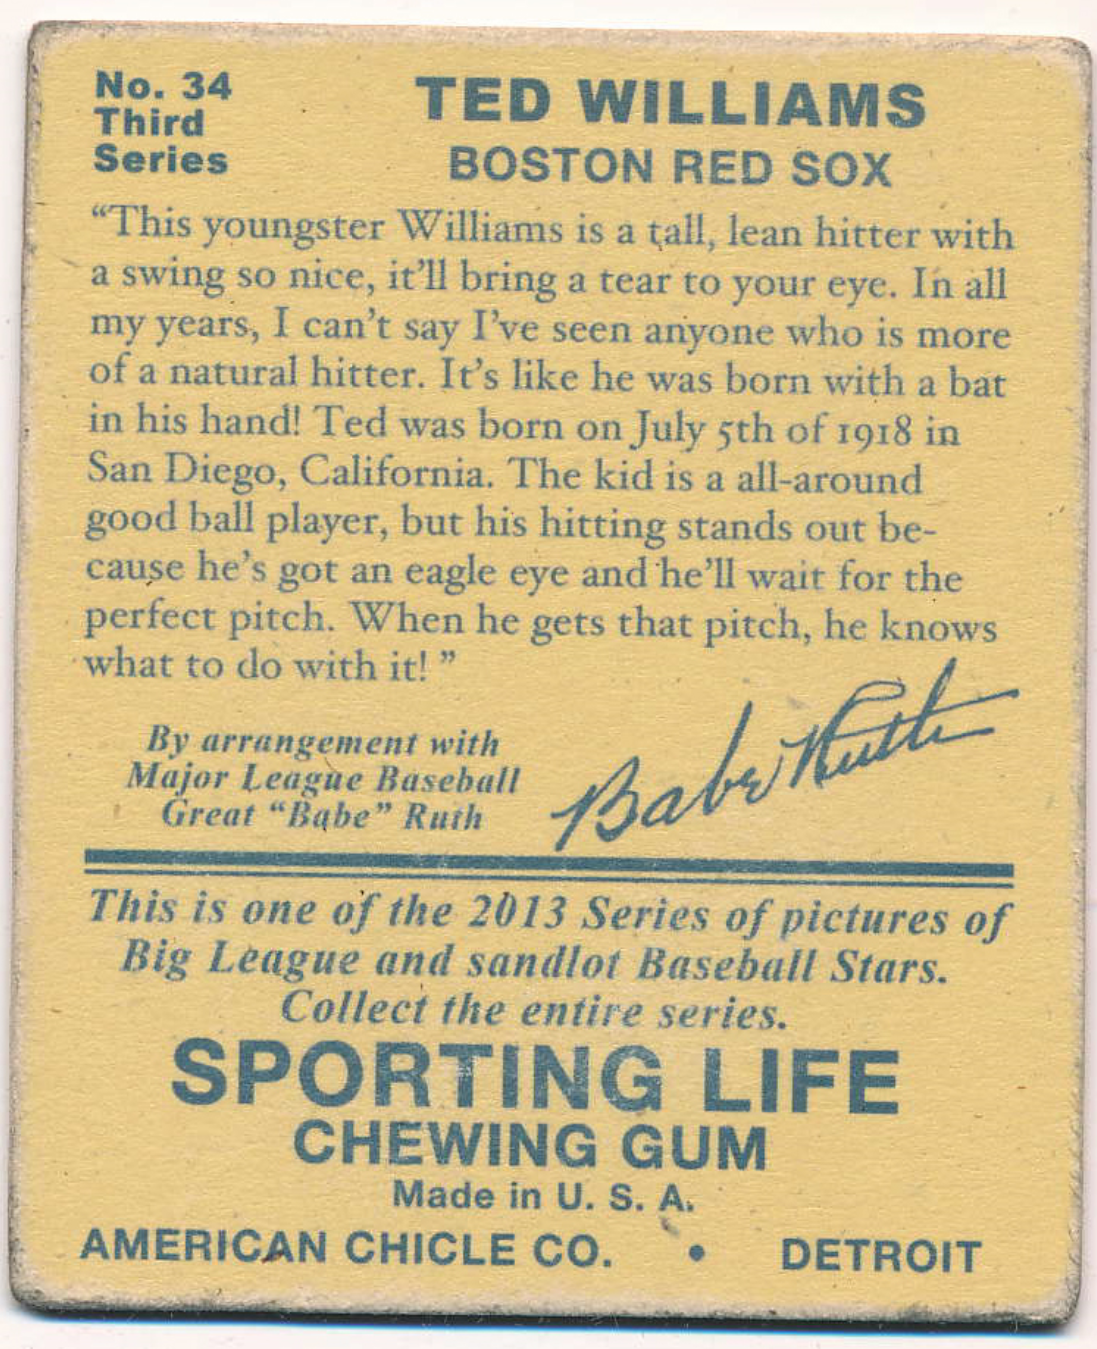 No. 34
Third
Series
TED WILLIAMS
BOSTON RED SOX
“This youngster Williams is a tall, lean hitter with
a swing so nice, it’ll bring a tear to your eye. In all
my years, I can’t say I’ve seen anyone who is more
of a natural hitter. It’s like he was born with a bat
in his hand! Ted was born on July 5th of 1918 in
San Diego, California. The kid is a all-around
good ball player, but his hitting stands out be-
cause he’s got an eagle eye and he’ll wait for the
perfect pitch. When he gets that pitch, he knows
what to do with it! ”
By arrangement with
Major League Baseball
Great “Babe” Ruth
Babe Ruth
This is one of the 2013 Series of pictures of
Big League and sandlot Baseball Stars.
Collect the entire series.
SPORTING LIFE
CHEWING GUM
Made in U. S. A.
AMERICAN CHICLE CO. • DETROIT